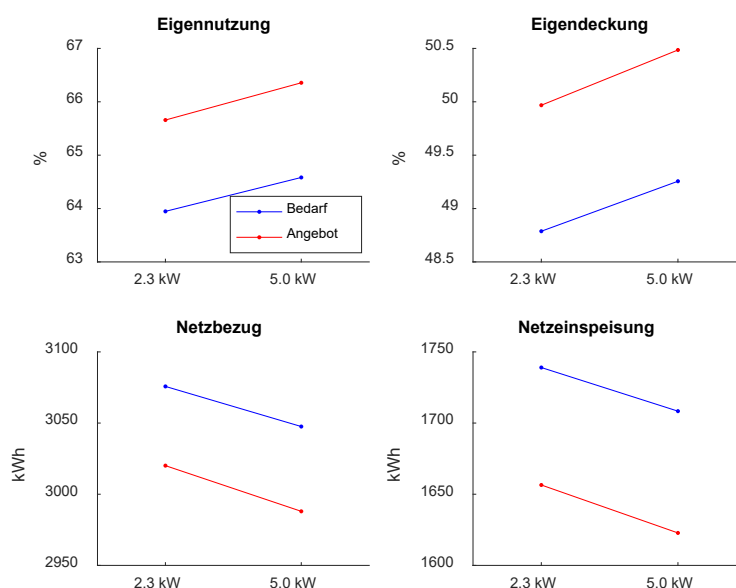 Eigennutzung
67
66
65
64
63
%
2.3 kW
5.0 kW
Bedarf
Angebot
Eigendeckung
50.5
50
49.5
49
48.5
%
2.3 kW
5.0 kW
Netzbezug
3100
3050
3000
2950
kWh
2.3 kW
5.0 kW
Netzeinspeisung
1750
1700
1650
1600
kWh
2.3 kW
5.0 kW